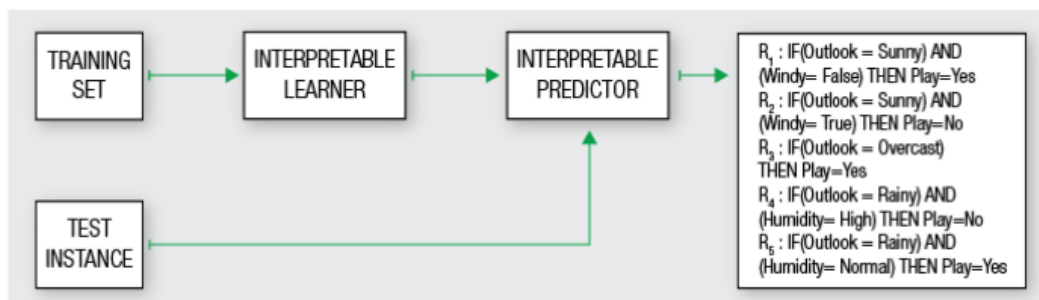 TRAINING
SET
INTERPRETABLE
LEARNER
INTERPRETABLE
PREDICTOR
TEST
INSTANCE
R1 : IF(Outlook = Sunny) AND
(Windy= False) THEN Play=Yes
R2 : IF(Outlook = Sunny) AND
(Windy= True) THEN Play=No
R3 : IF(Outlook = Overcast)
THEN Play=Yes
R4 : IF(Outlook = Rainy) AND
(Humidity= High) THEN Play=No
R5 : IF(Outlook = Rainy) AND
(Humidity= Normal) THEN Play=Yes